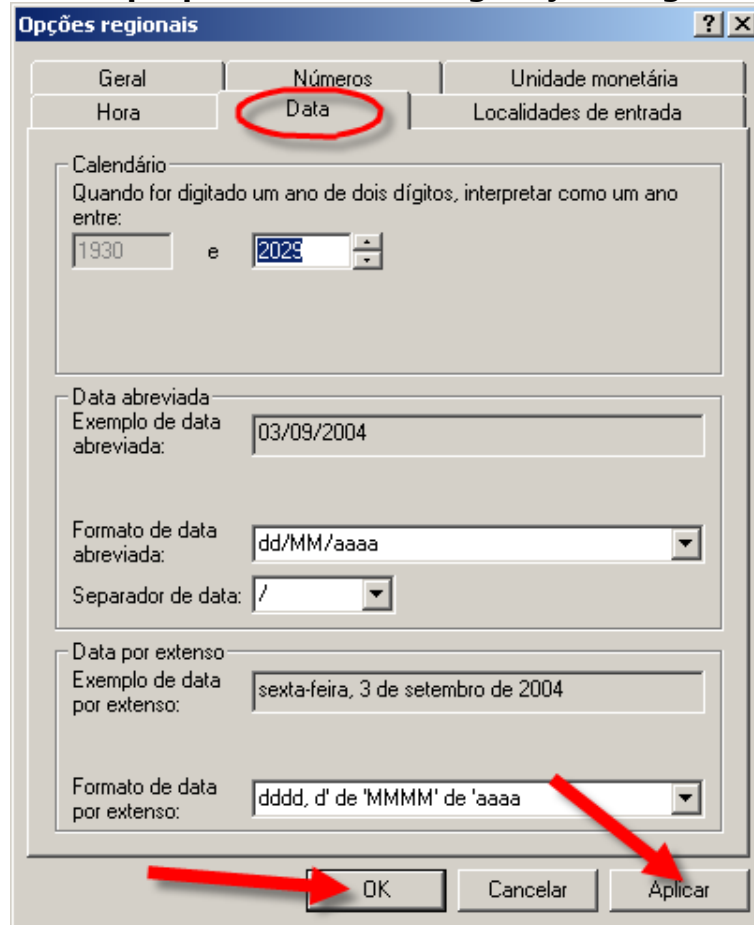 Opções regionais
Geral Números Unidade monetária
Hora Data Localidades de entrada
Calendário
Quando for digitado um ano de dois dígitos, interpretar como um ano
entre:
1930 e 2029
Data abreviada
Exemplo de data
abreviada:
03/09/2004
Formato de data
abreviada:
dd/MM/aaaa
Separador de data: /
Data por extenso
Exemplo de data
por extenso:
sexta-feira, 3 de setembro de 2004
Formato de data
por extenso:
dddd, d' de 'MMMM' de 'aaaa
OK Cancelar Aplicar